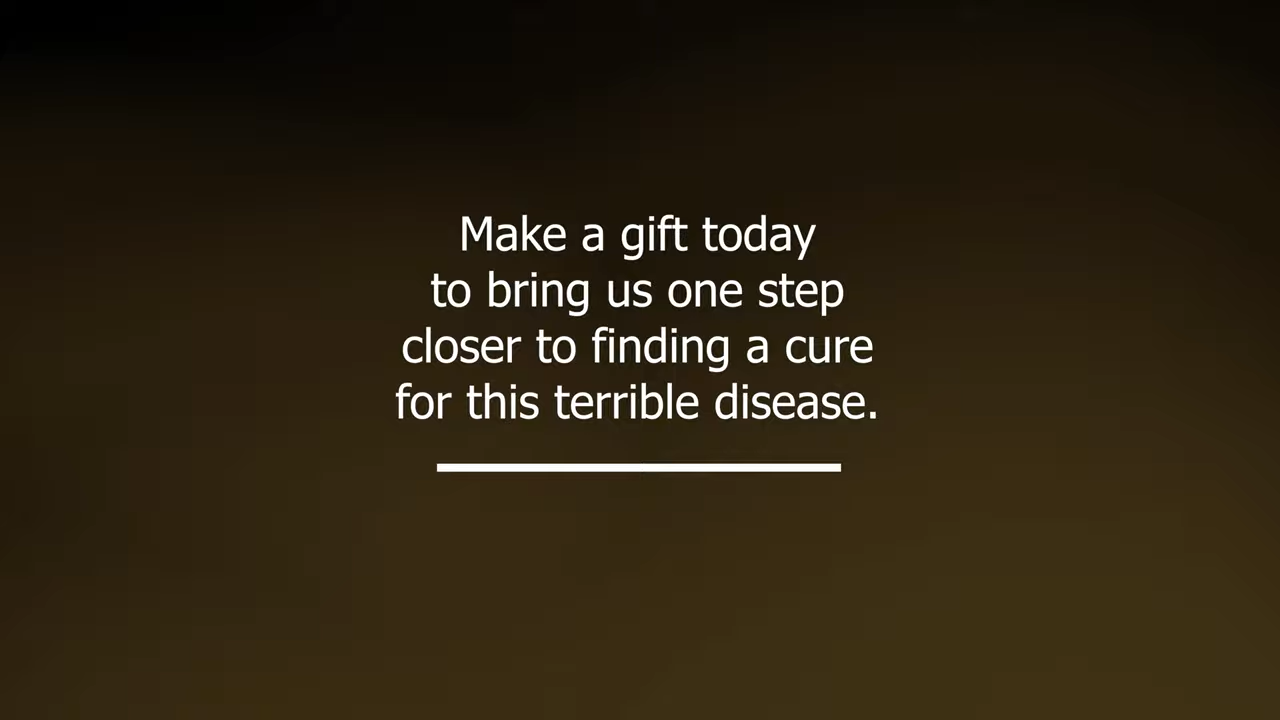 Make a gift today
to bring us one step
closer to finding a cure
for this terrible disease.